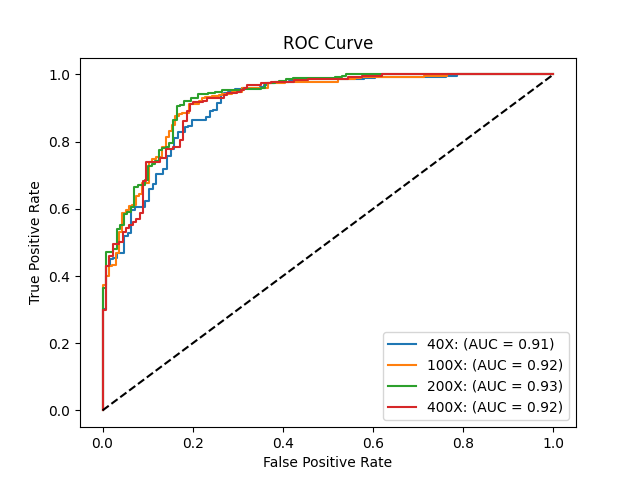 ROC Curve
True Positive Rate
1.0
0.8
0.6
0.4
0.2
0.0
0.0 0.2 0.4 0.6 0.8 1.0
False Positive Rate
40X: (AUC = 0.91)
100X: (AUC = 0.92)
200X: (AUC = 0.93)
400X: (AUC = 0.92)